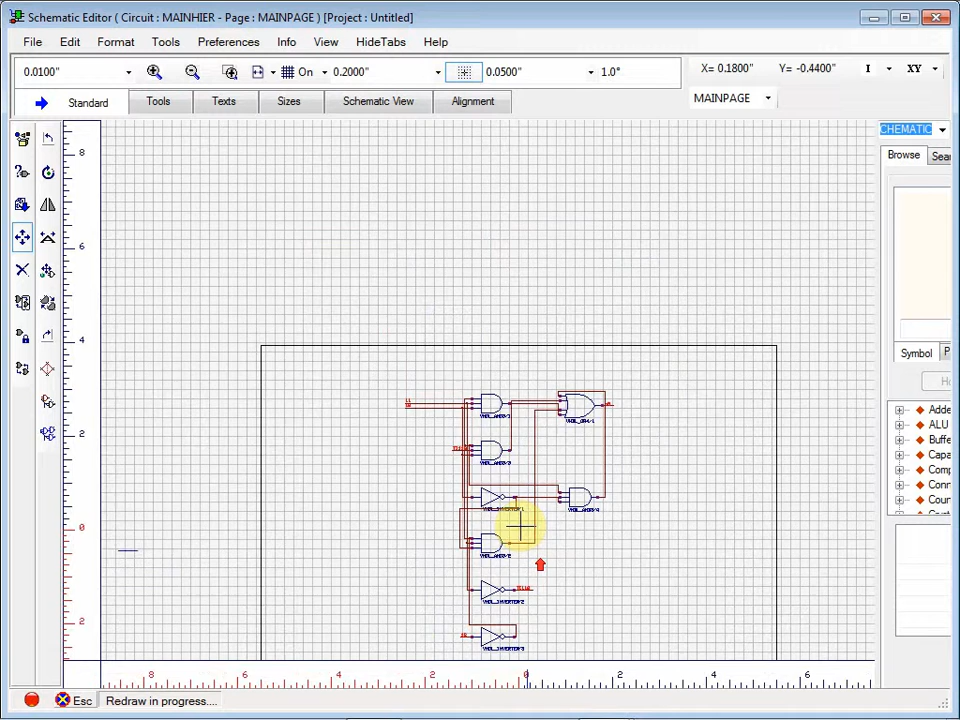 Schematic Editor ( Circuit : MAINHIER - Page : MAINPAGE ) [Project : Untitled]
File Edit Format Tools Preferences Info View HideTabs Help
0.0100" On 0.2000" 0.0500" 1.0° X= 0.1800 Y= -0.4400 I XY
Standard Tools Texts Sizes Schematic View Alignment MAINPAGE
CHEMATIC
Browse Sear
Symbol P
Adde
ALU
Buffe
Capa
Comp
Conn
Coun
8
6
4
2
0
2
8 6 4 2 0 2 4 6
Esc Redraw in progress....